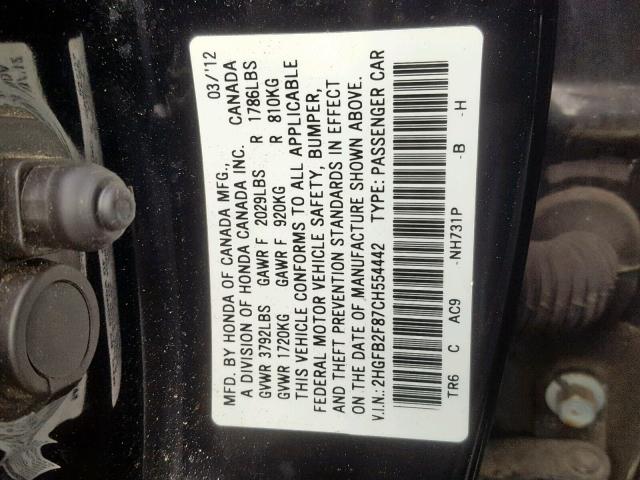 MFD. BY HONDA OF CANADA MFG., 03/'12
A DIVISION OF HONDA CANADA INC. CANADA
GVWR 3792LBS GAWR F 2029LBS R 1786LBS
GVWR 1720KG GAWR F 920KG R 810KG
THIS VEHICLE CONFORMS TO ALL APPLICABLE
FEDERAL MOTOR VEHICLE SAFETY, BUMPER,
AND THEFT PREVENTION STANDARDS IN EFFECT
ON THE DATE OF MANUFACTURE SHOWN ABOVE.
V.I.N.: 2HGFB2F87CH554442 TYPE: PASSENGER CAR
TR6 C AC9 -NH731P -B -H